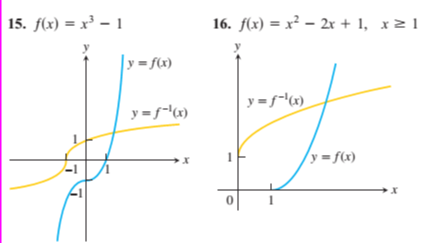 15. f(x) = x³ − 1
y
y = f(x)
y = f⁻¹(x)
1
−1
1
x
−1
16. f(x) = x² − 2x + 1, x ≥ 1
y
y = f⁻¹(x)
1
y = f(x)
0
1
x